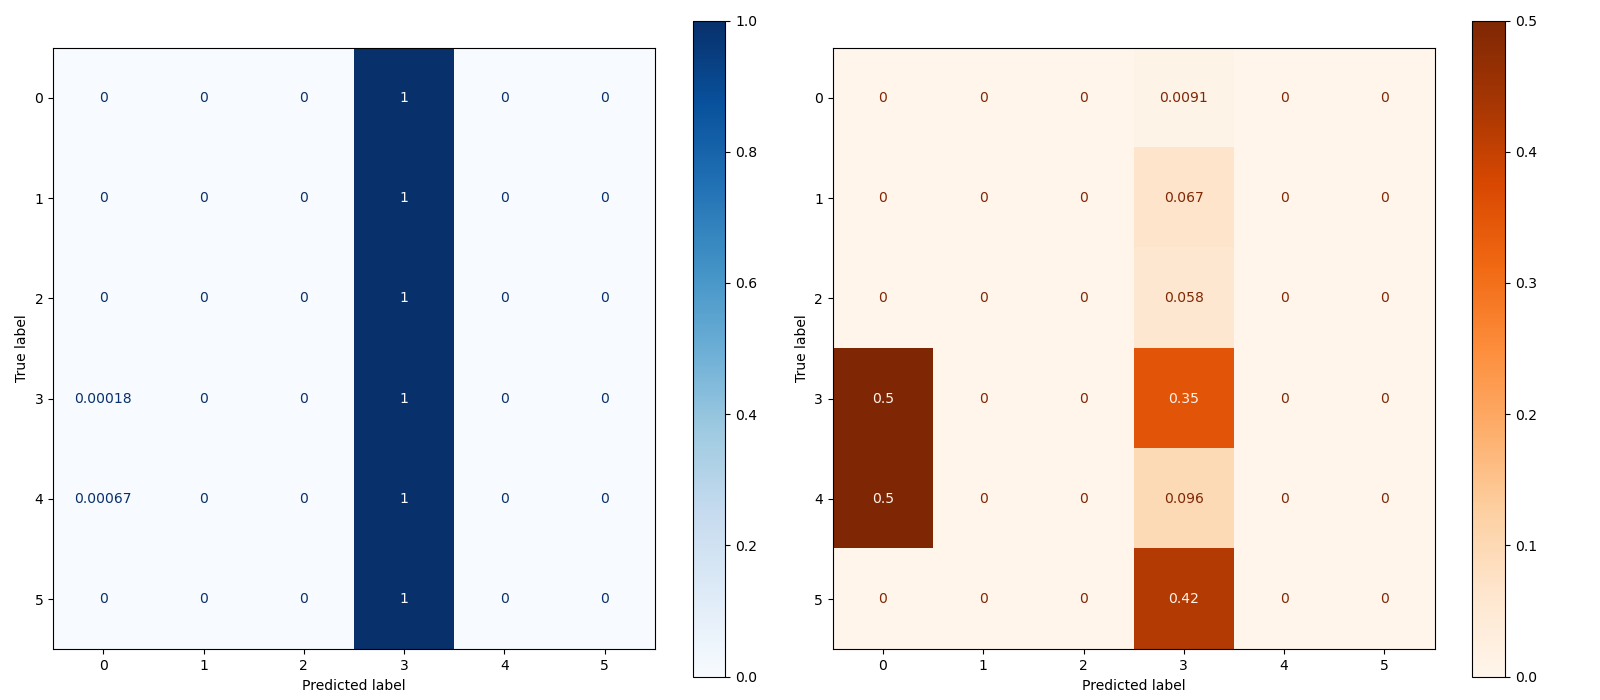 0 0 0 0 1 0 0
1 0 0 0 1 0 0
2 0 0 0 1 0 0
3 0.00018 0 0 1 0 0
4 0.00067 0 0 1 0 0
5 0 0 0 1 0 0
0 1 2 3 4 5
True label
Predicted label
1.0
0.8
0.6
0.4
0.2
0.0
0 0 0 0 0.0091 0 0
1 0 0 0 0.067 0 0
2 0 0 0 0.058 0 0
3 0.5 0 0 0.35 0 0
4 0.5 0 0 0.096 0 0
5 0 0 0 0.42 0 0
0 1 2 3 4 5
True label
Predicted label
0.5
0.4
0.3
0.2
0.1
0.0